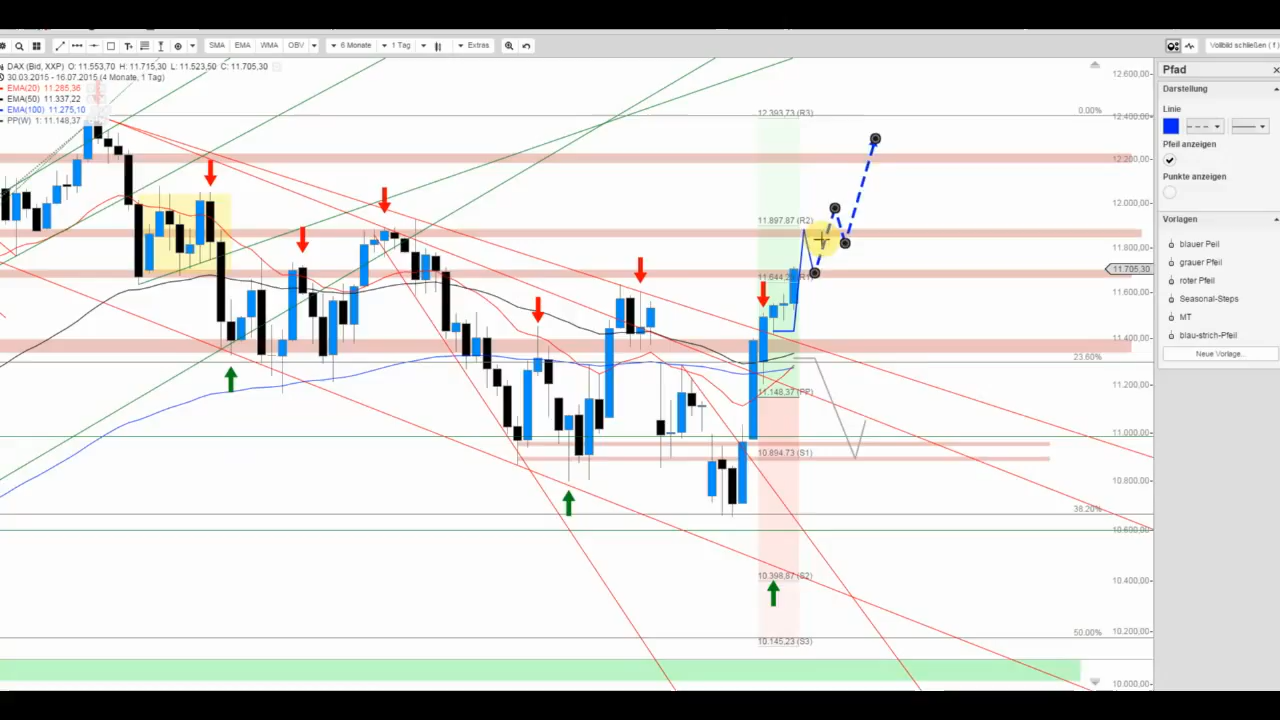 SMA EMA WMA OBV 6 Monate 1 Tag Extras Vollbild schließen ( f )
DAX (Bid, XXP) O: 11.553,70 H: 11.715,30 L: 11.523,50 C: 11.705,30
30.03.2015 - 16.07.2015 (4 Monate, 1 Tag)
EMA(20) 11.285,36
EMA(50) 11.337,22
EMA(100) 11.275,10
PP(W) 1: 11.148,37
12.393,73 (R3)
11.897,87 (R2)
11.148,37 (PP)
10.894,73 (S1)
10.398,87 (S2)
10.145,23 (S3)
0.00%
23.60%
38.20%
50.00%
12.600,00
12.400,00
12.200,00
12.000,00
11.800,00
11.705,30
11.600,00
11.400,00
11.200,00
11.000,00
10.800,00
10.600,00
10.400,00
10.200,00
10.000,00
Pfad
Darstellung
Linie
Pfeil anzeigen
Punkte anzeigen
Vorlagen
blauer Peil
grauer Pfeil
roter Pfeil
Seasonal-Steps
MT
blau-strich-Pfeil
Neue Vorlage...